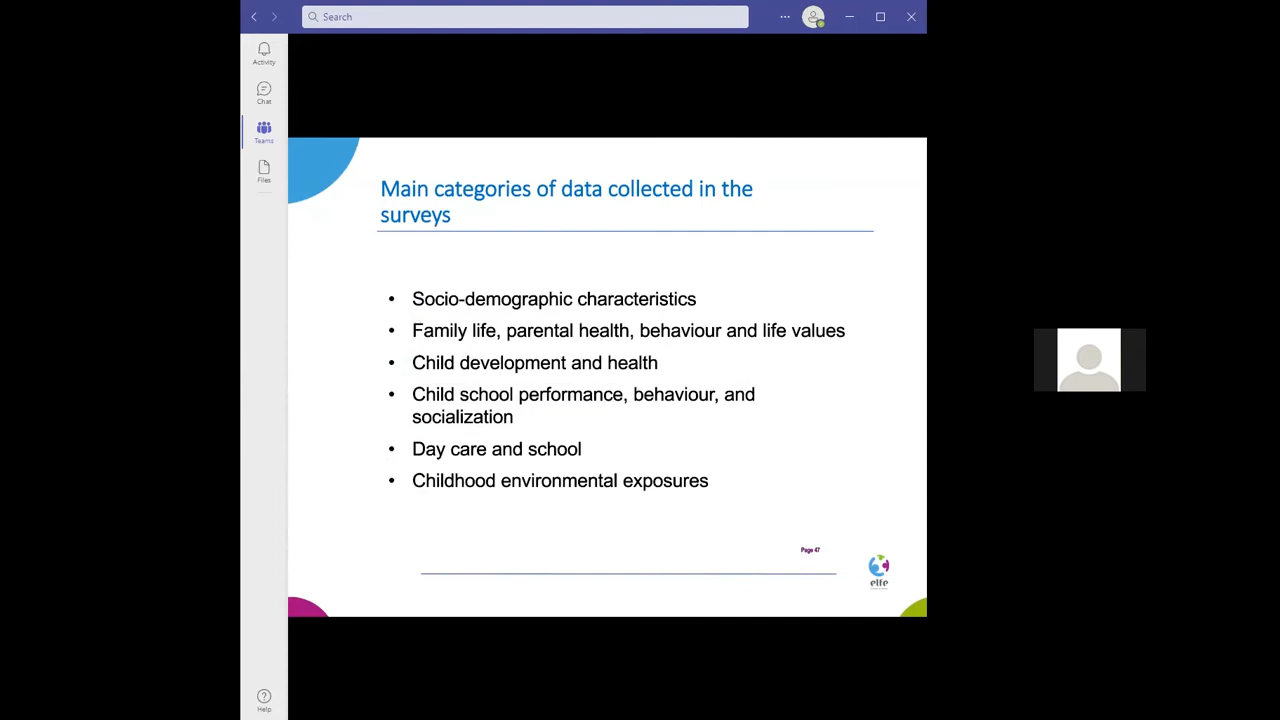 Search
Activity
Chat
Teams
Files
Main categories of data collected in the
surveys
• Socio-demographic characteristics
• Family life, parental health, behaviour and life values
• Child development and health
• Child school performance, behaviour, and
socialization
• Day care and school
• Childhood environmental exposures
Page 47
elfe
Help